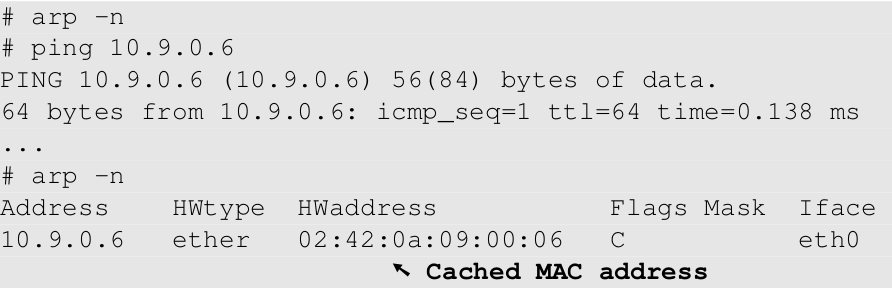 # arp -n
# ping 10.9.0.6
PING 10.9.0.6 (10.9.0.6) 56(84) bytes of data.
64 bytes from 10.9.0.6: icmp_seq=1 ttl=64 time=0.138 ms
...
# arp -n
Address    HWtype  HWaddress           Flags Mask  Iface
10.9.0.6   ether   02:42:0a:09:00:06   C           eth0
↖ Cached MAC address